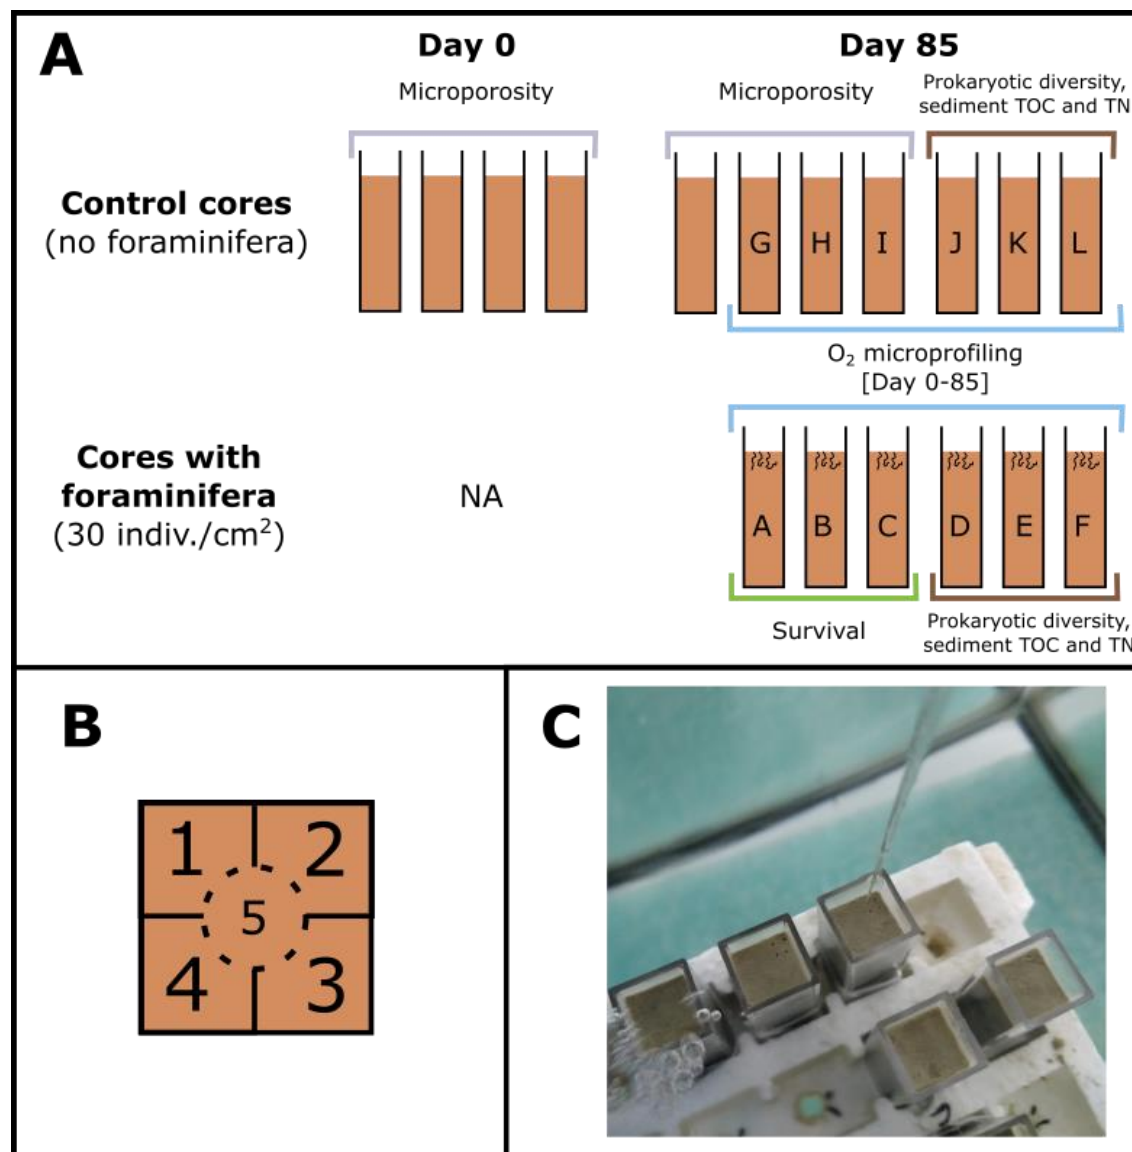 A
Day 0
Day 85
Microporosity
Microporosity
Prokaryotic diversity,
sediment TOC and TN
Control cores
(no foraminifera)
G H I J K L
O₂ microprofiling
[Day 0-85]
Cores with
foraminifera
(30 indiv./cm²)
NA
A B C D E F
Survival
Prokaryotic diversity,
sediment TOC and TN
B
1 2
5
4 3
C